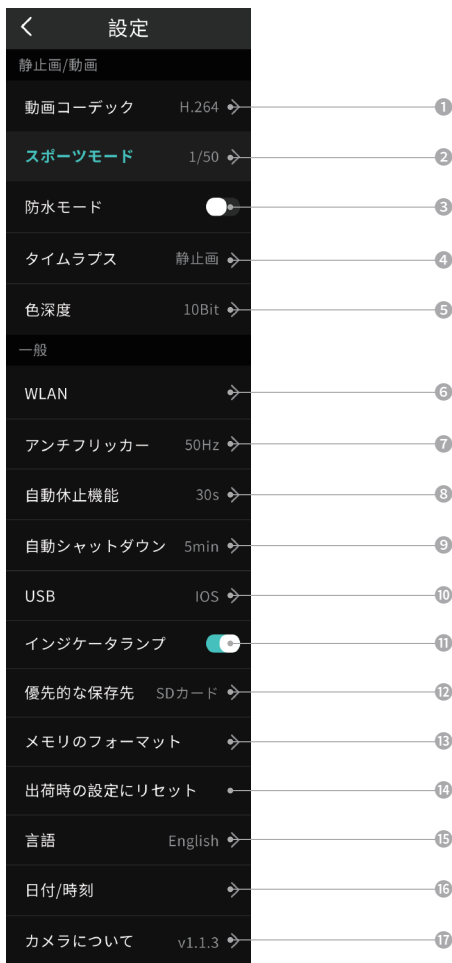 設定
静止画/動画
動画コーデック H.264 1
スポーツモード 1/50 2
防水モード 3
タイムラプス 静止画 4
色深度 10Bit 5
一般
WLAN 6
アンチフリッカー 50Hz 7
自動休止機能 30s 8
自動シャットダウン 5min 9
USB IOS 10
インジケータランプ 11
優先的な保存先 SDカード 12
メモリのフォーマット 13
出荷時の設定にリセット 14
言語 English 15
日付/時刻 16
カメラについて v1.1.3 17